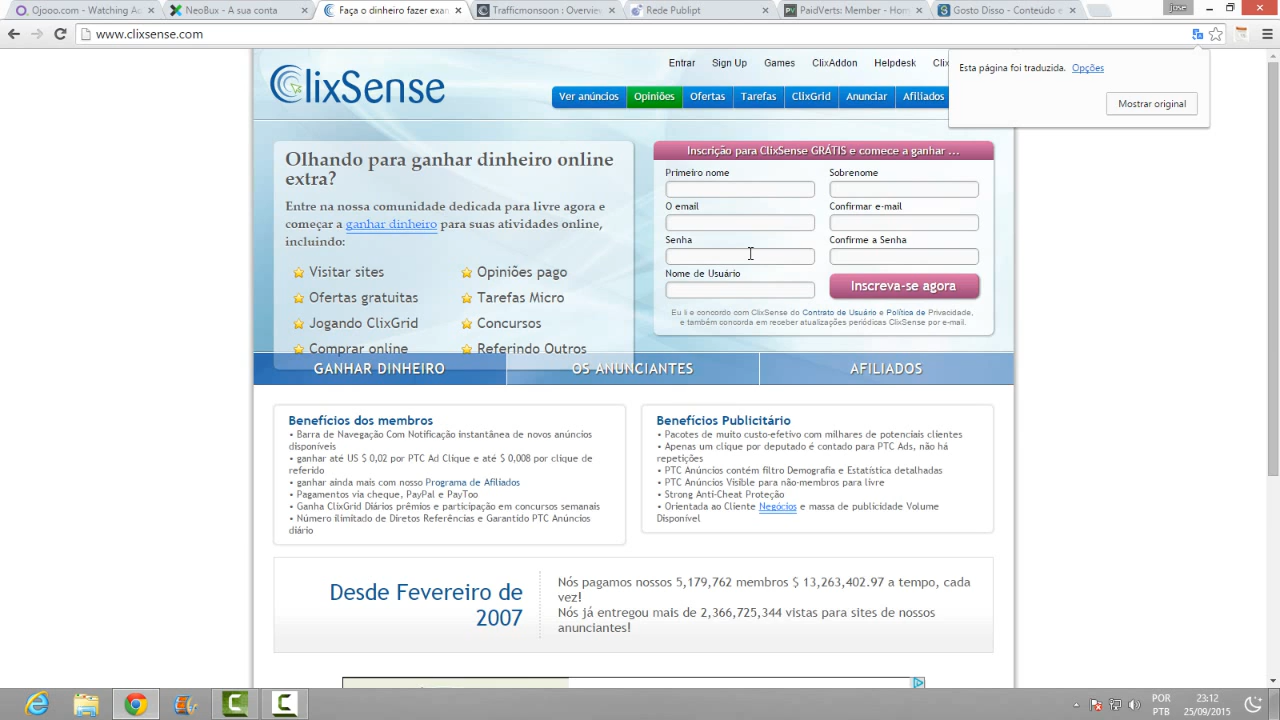 Ojooo.com - Watching Ad
NeoBux - A sua conta
Faça o dinheiro fazer exan
Trafficmonsoon : Overview
Rede Publipt
PaidVerts: Member - Hom
Gosto Disso - Conteúdo e
www.clixsense.com
Esta página foi traduzida. Opções
Mostrar original
ClixSense
Entrar Sign Up Games ClixAddon Helpdesk Clix
Ver anúncios Opiniões Ofertas Tarefas ClixGrid Anunciar Afiliados
Olhando para ganhar dinheiro online
extra?
Entre na nossa comunidade dedicada para livre agora e
começar a ganhar dinheiro para suas atividades online,
incluindo:
Visitar sites Opiniões pago
Ofertas gratuitas Tarefas Micro
Jogando ClixGrid Concursos
Comprar online Referindo Outros
Inscrição para ClixSense GRÁTIS e comece a ganhar ...
Primeiro nome Sobrenome
O email Confirmar e-mail
Senha Confirme a Senha
Nome de Usuário
Inscreva-se agora
Eu li e concordo com ClixSense do Contrato de Usuário e Política de Privacidade,
e também concorda em receber atualizações periódicas ClixSense por e-mail.
GANHAR DINHEIRO OS ANUNCIANTES AFILIADOS
Benefícios dos membros
• Barra de Navegação Com Notificação instantânea de novos anúncios
disponíveis
• ganhar até US $ 0,02 por PTC Ad Clique e até $ 0,008 por clique de
referido
• ganhar ainda mais com nosso Programa de Afiliados
• Pagamentos via cheque, PayPal e PayToo
• Ganha ClixGrid Diários prêmios e participação em concursos semanais
• Número ilimitado de Diretos Referências e Garantido PTC Anúncios
diário
Benefícios Publicitário
• Pacotes de muito custo-efetivo com milhares de potenciais clientes
• Apenas um clique por deputado é contado para PTC Ads, não há
repetições
• PTC Anúncios contém filtro Demografia e Estatística detalhadas
• PTC Anúncios Visible para não-membros para livre
• Strong Anti-Cheat Proteção
• Orientada ao Cliente Negócios e massa de publicidade Volume
Disponível
Desde Fevereiro de
2007
Nós pagamos nossos 5,179,762 membros $ 13,263,402.97 a tempo, cada
vez!
Nós já entregou mais de 2,366,725,344 vistas para sites de nossos
anunciantes!
POR
PTB
23:12
25/09/2015